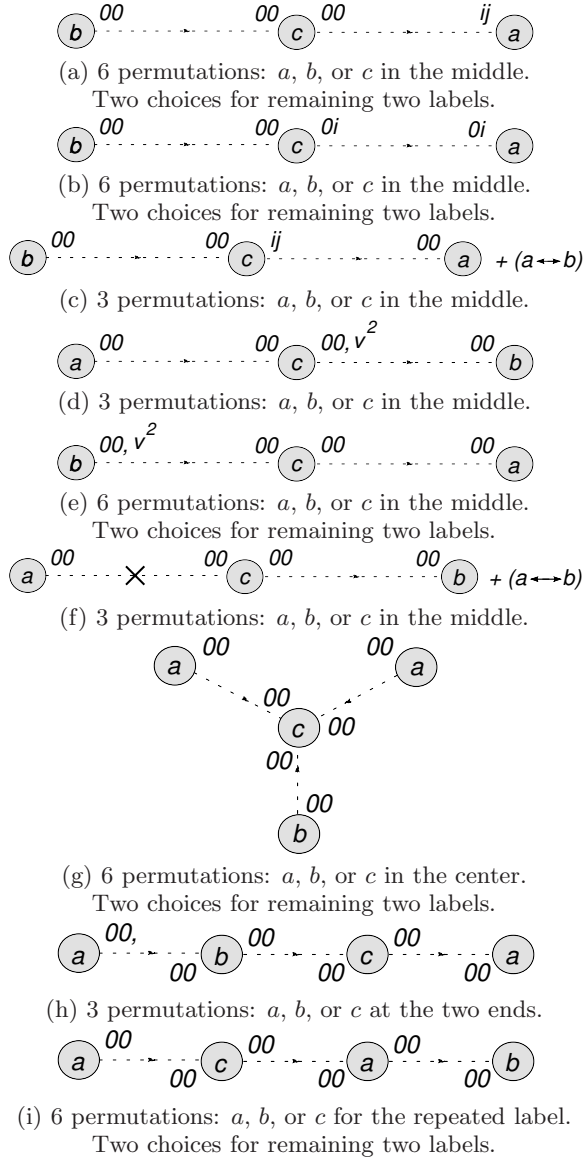 00 00 00 ij
b c a
(a) 6 permutations: a, b, or c in the middle.
Two choices for remaining two labels.
00 00 0i 0i
b c a
(b) 6 permutations: a, b, or c in the middle.
Two choices for remaining two labels.
00 00 ij 00
b c a + (a↔b)
(c) 3 permutations: a, b, or c in the middle.
00 00 00, v² 00
a c b
(d) 3 permutations: a, b, or c in the middle.
00, v² 00 00 00
b c a
(e) 6 permutations: a, b, or c in the middle.
Two choices for remaining two labels.
00 00 00 00
a c b + (a↔b)
(f) 3 permutations: a, b, or c in the middle.
00 00
a a
00
c 00
00
00
b
(g) 6 permutations: a, b, or c in the center.
Two choices for remaining two labels.
00, 00 00
a b c a
00 00 00
(h) 3 permutations: a, b, or c at the two ends.
00 00 00
a c a b
00 00 00
(i) 6 permutations: a, b, or c for the repeated label.
Two choices for remaining two labels.